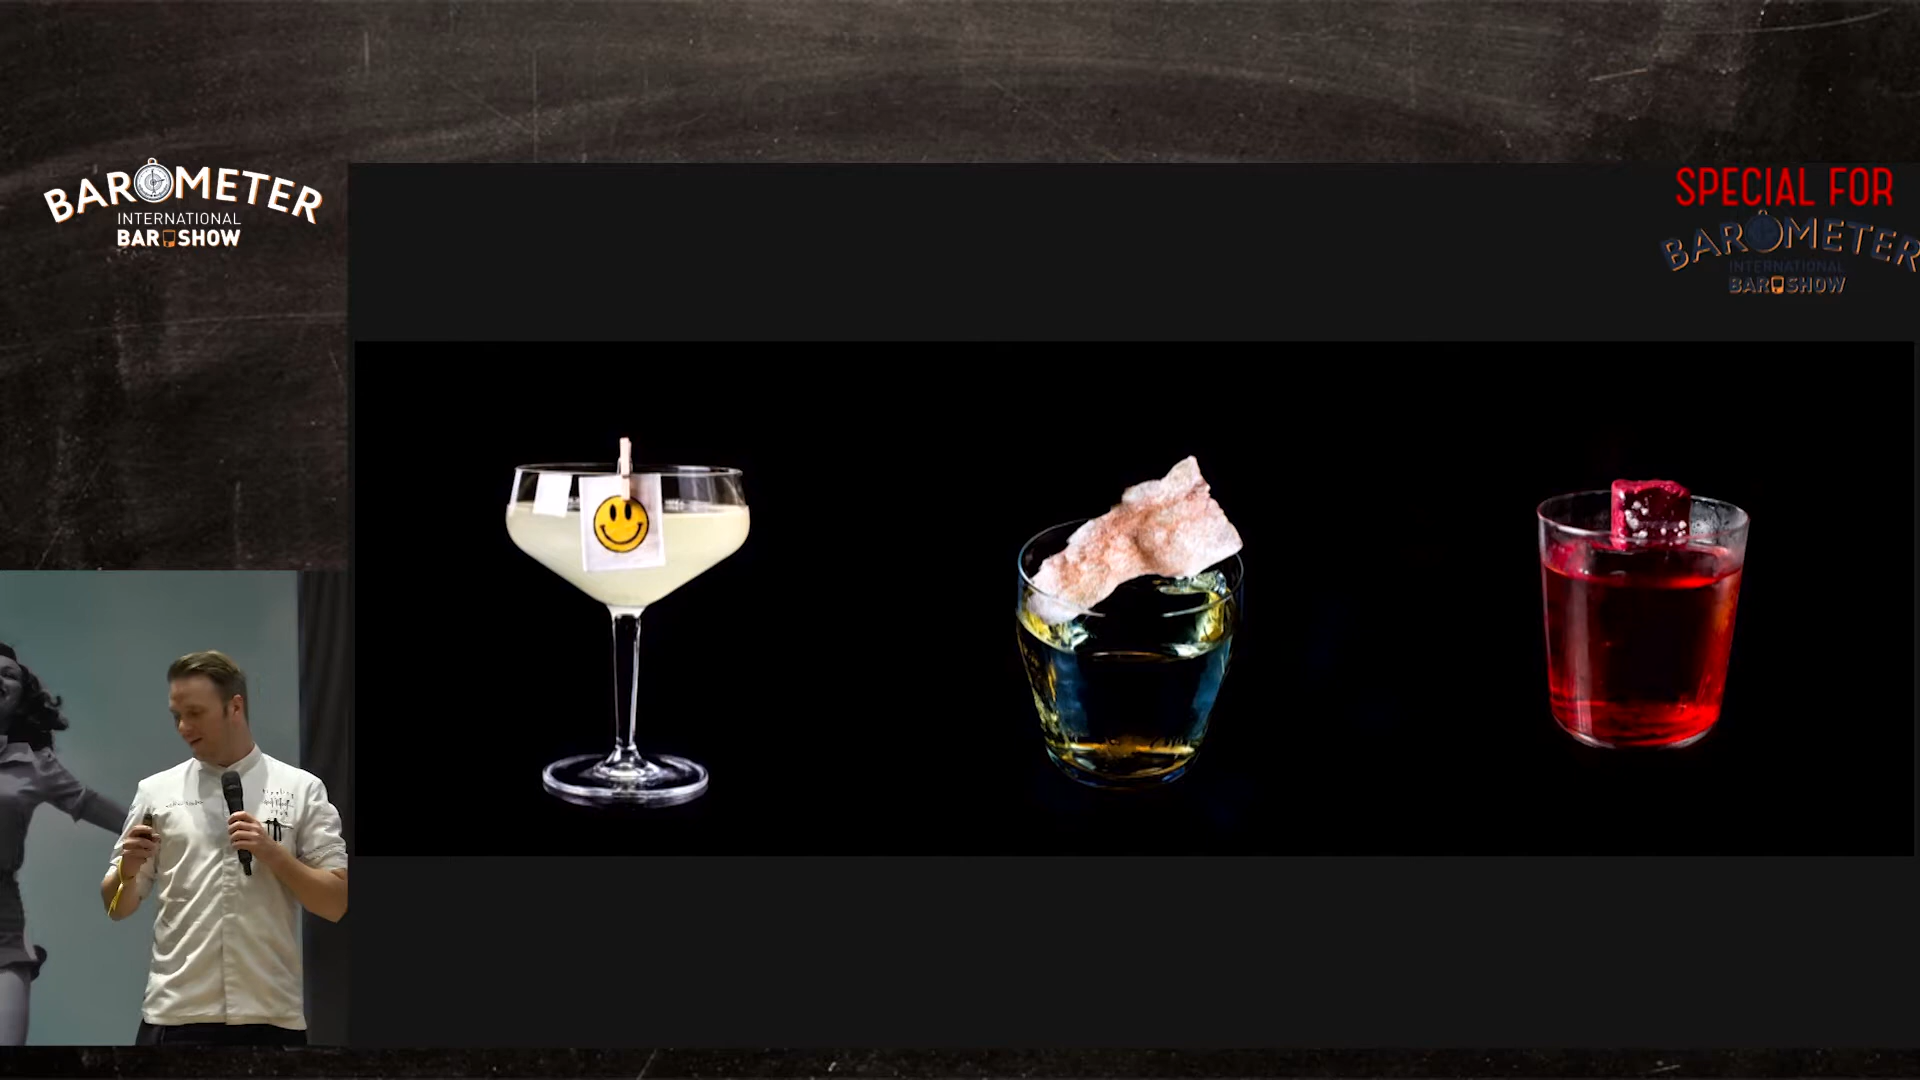 BAROMETER
INTERNATIONAL
BAR SHOW
SPECIAL FOR
BAROMETER
INTERNATIONAL
BAR SHOW